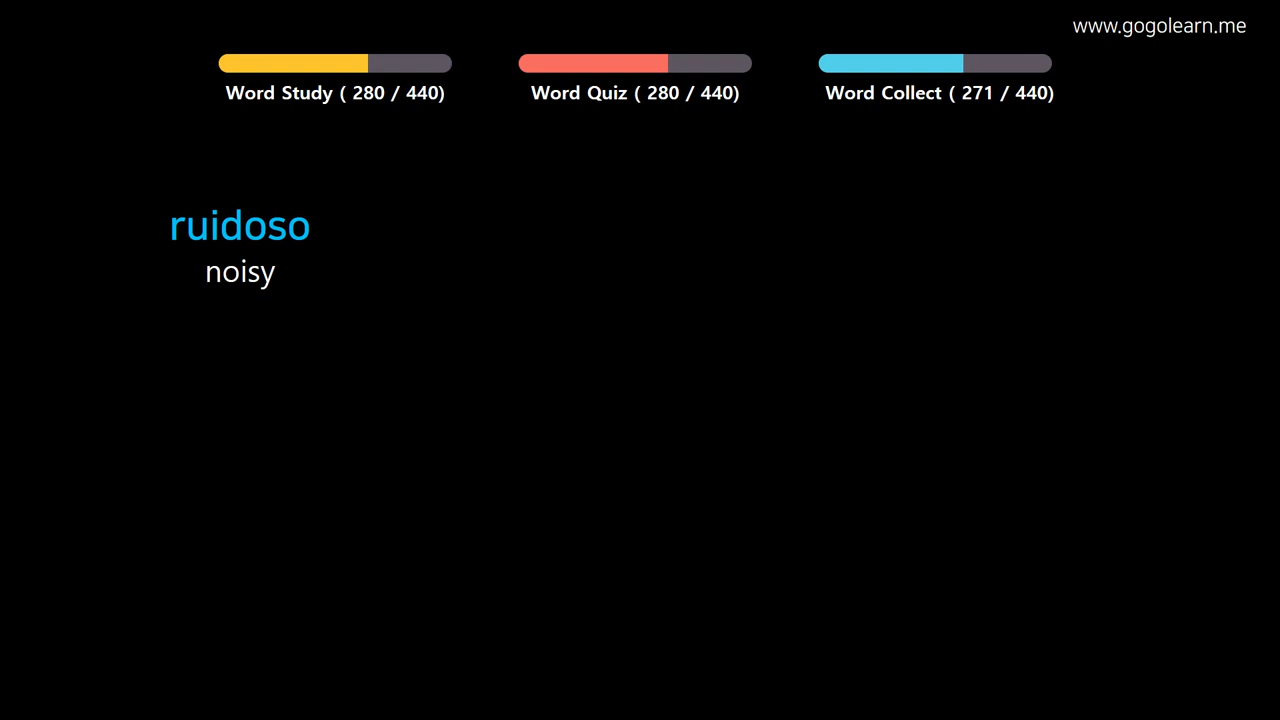 www.gogolearn.me
Word Study ( 280 / 440)
Word Quiz ( 280 / 440)
Word Collect ( 271 / 440)
ruidoso
noisy